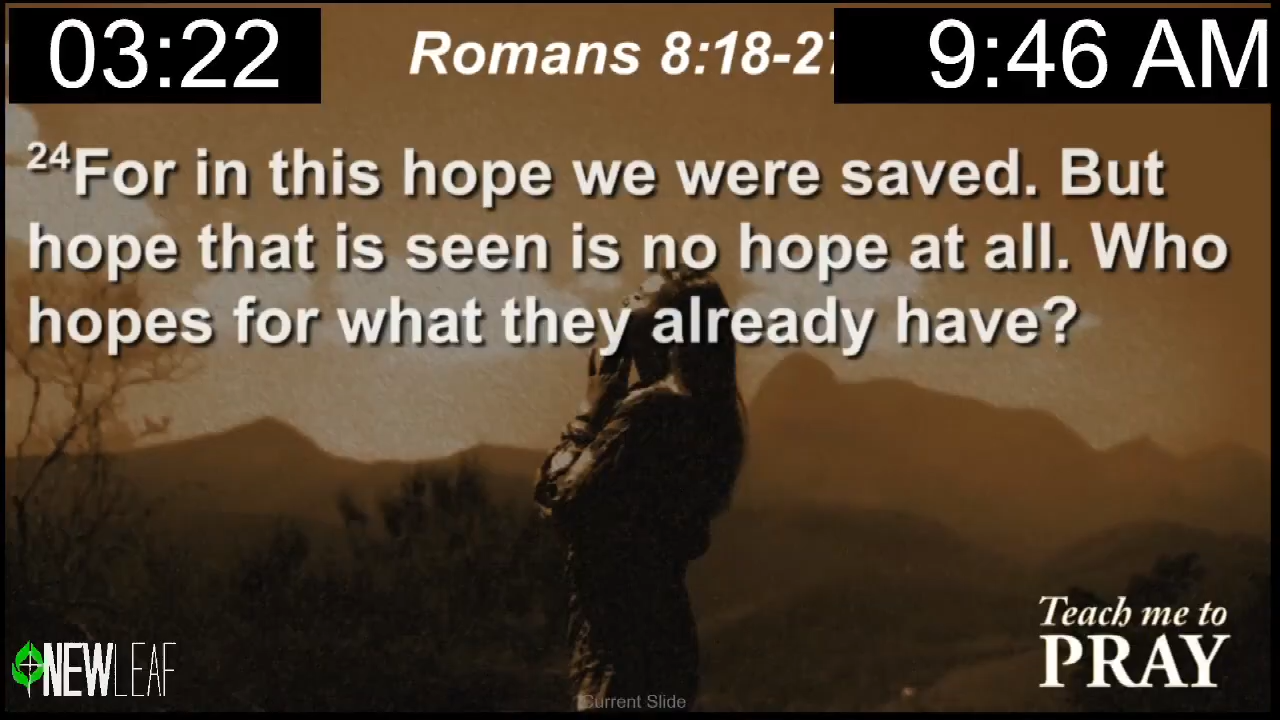 03:22
Romans 8:18-27
9:46 AM
24For in this hope we were saved. But
hope that is seen is no hope at all. Who
hopes for what they already have?
Teach me to
PRAY
NEWLEAF
Current Slide